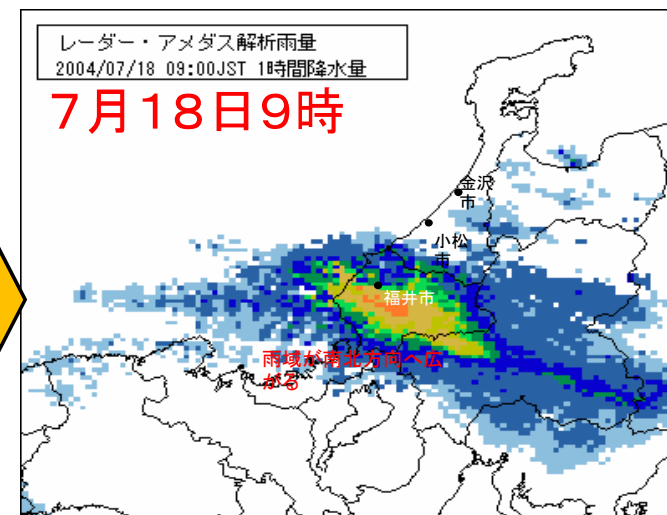 レーダー・アメダス解析雨量
2004/07/18 09:00JST 1時間降水量
7月18日9時
金沢
市
小松
市
福井市
雨域が南北方向へ広
がる